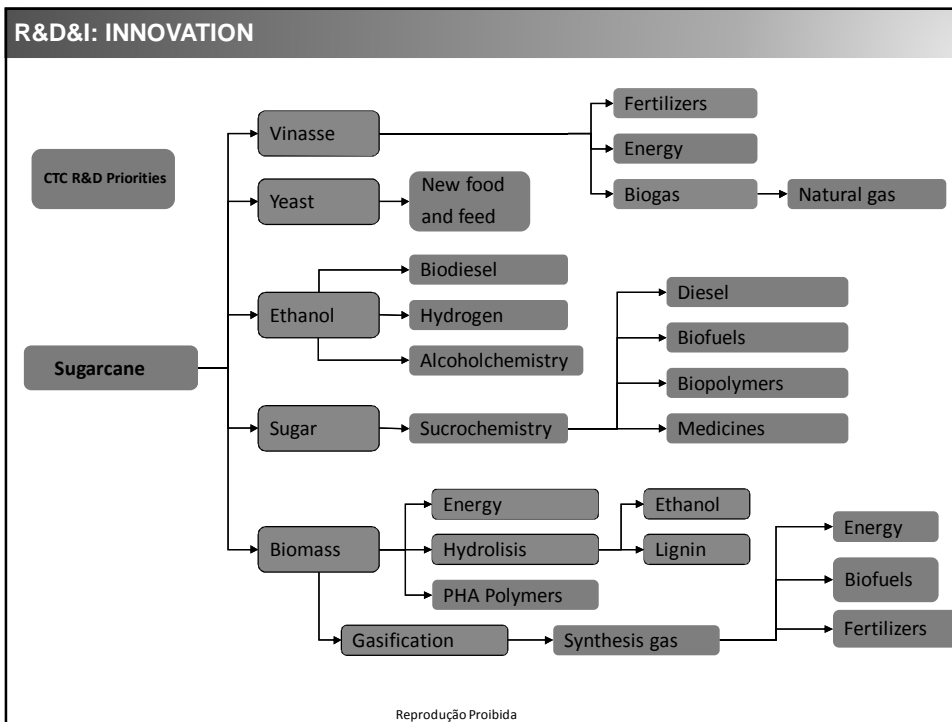 R&D&I: INNOVATION
CTC R&D Priorities
Sugarcane
Vinasse
Fertilizers
Energy
Biogas
Natural gas
Yeast
New food
and feed
Ethanol
Biodiesel
Hydrogen
Alcoholchemistry
Sugar
Sucrochemistry
Diesel
Biofuels
Biopolymers
Medicines
Biomass
Energy
Hydrolisis
Ethanol
Lignin
PHA Polymers
Gasification
Synthesis gas
Energy
Biofuels
Fertilizers
Reprodução Proibida